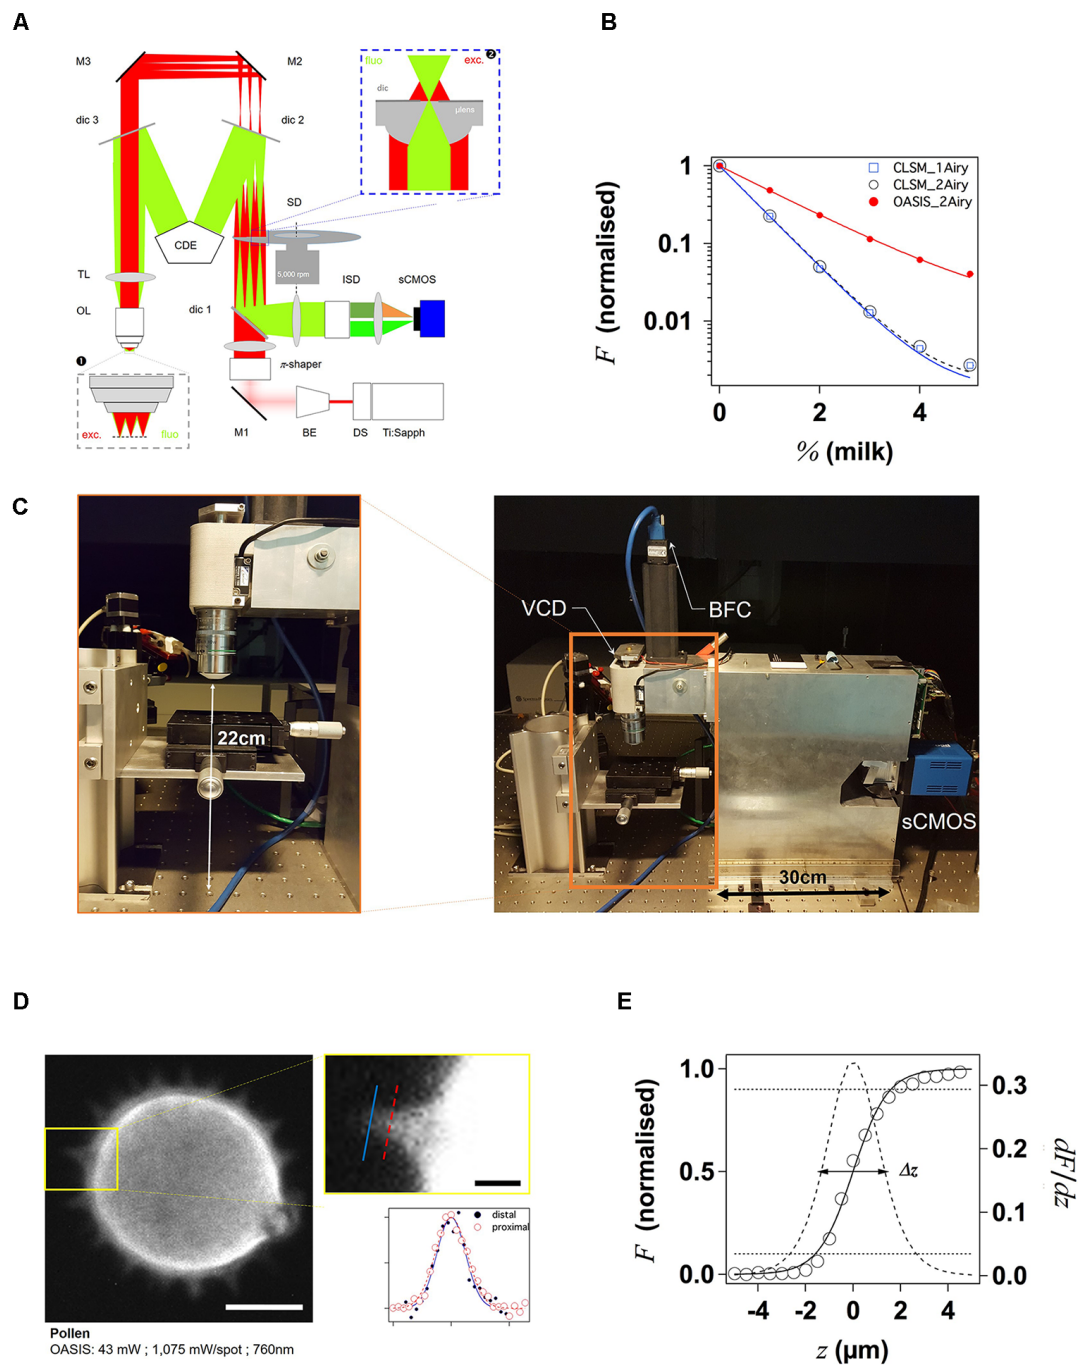 A
M3
M2
dic 3
dic 2
fluo
exc.
2
dic
µlens
SD
CDE
5,000 rpm
ISD
sCMOS
TL
OL
dic 1
1
π-shaper
exc.
fluo
M1
BE
DS
Ti:Sapph
B
F (normalised)
1
0.1
0.01
CLSM_1Airy
CLSM_2Airy
OASIS_2Airy
0
2
4
% (milk)
C
22cm
VCD
BFC
sCMOS
30cm
D
distal
proximal
Pollen
OASIS: 43 mW ; 1,075 mW/spot ; 760nm
E
F (normalised)
1.0
0.5
0.0
Δz
0.3
0.2
0.1
0.0
dF/dz
-4
-2
0
2
4
z (µm)